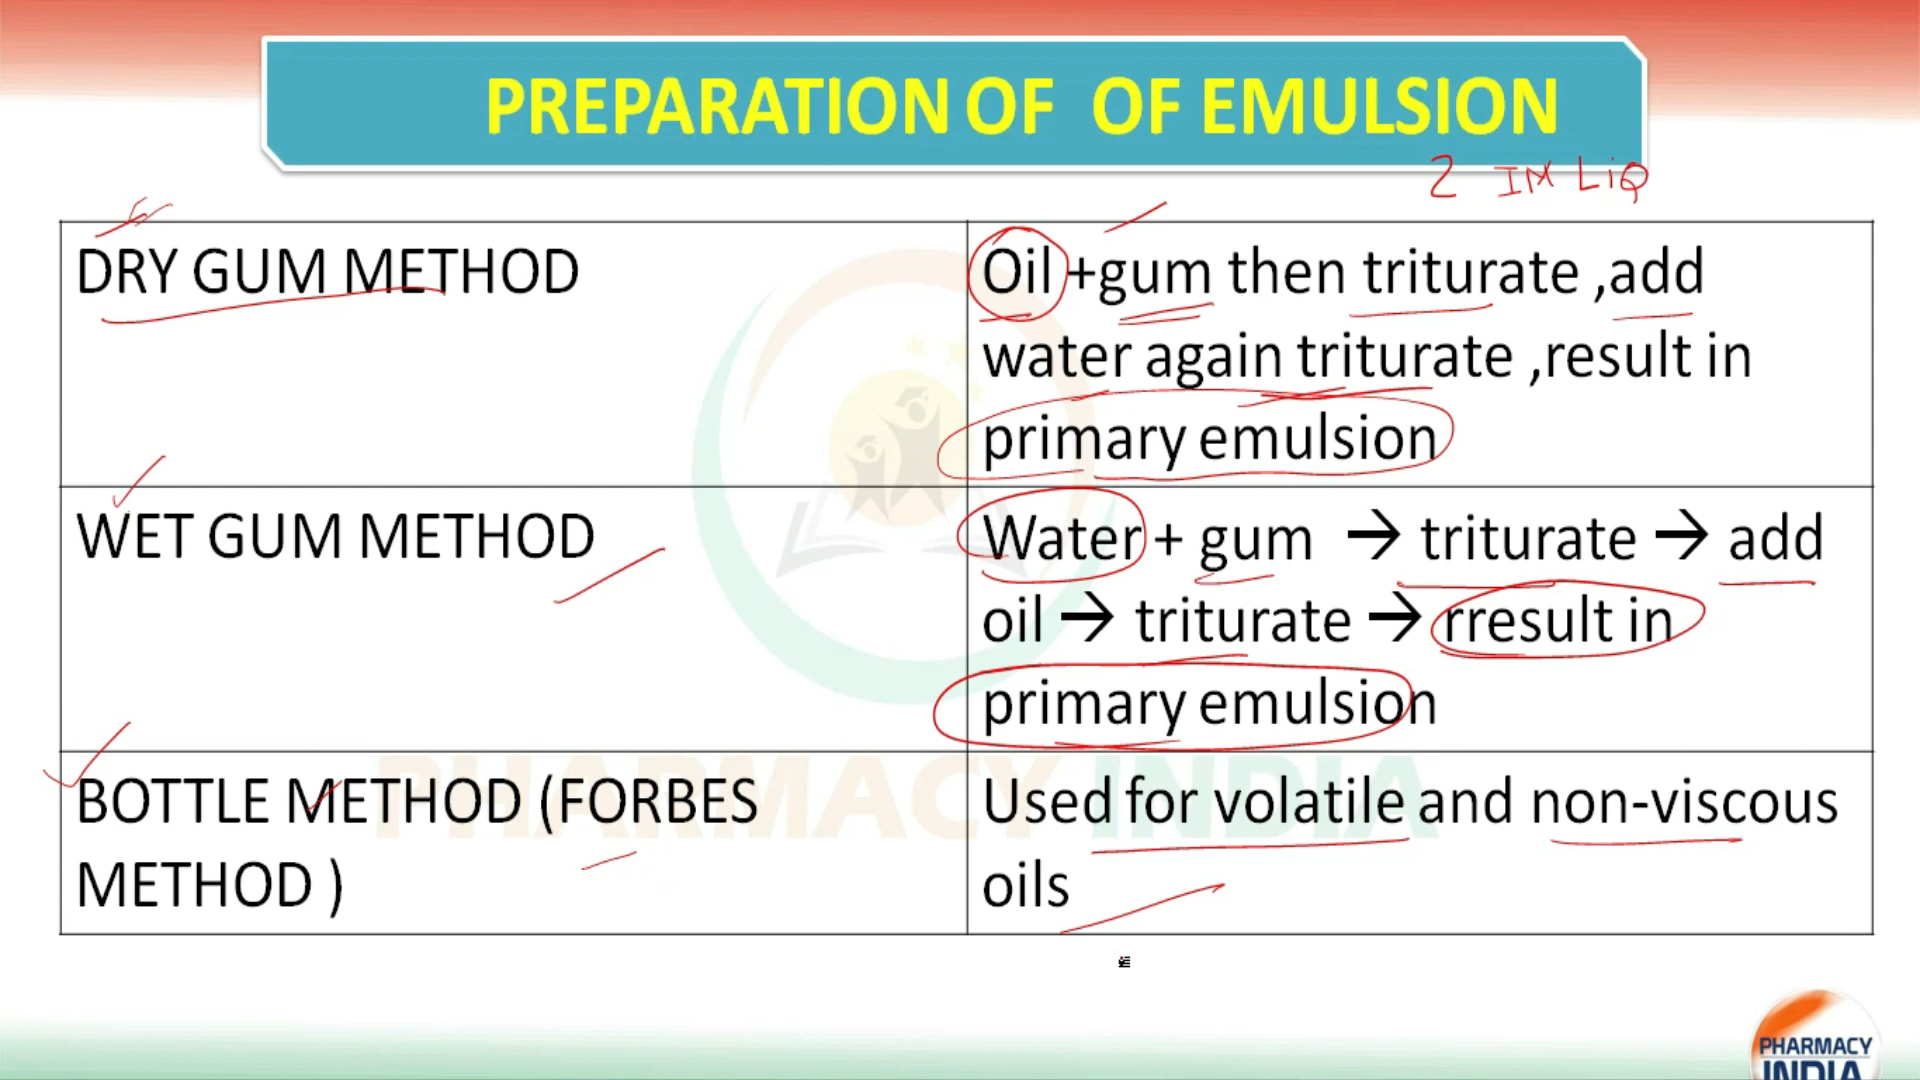 PREPARATION OF OF EMULSION
2 IM LIQ
DRY GUM METHOD
Oil +gum then triturate ,add
water again triturate ,result in
primary emulsion
WET GUM METHOD
Water + gum → triturate → add
oil → triturate → rresult in
primary emulsion
BOTTLE METHOD (FORBES
METHOD )
Used for volatile and non-viscous
oils
PHARMACY INDIA
PHARMACY
INDIA